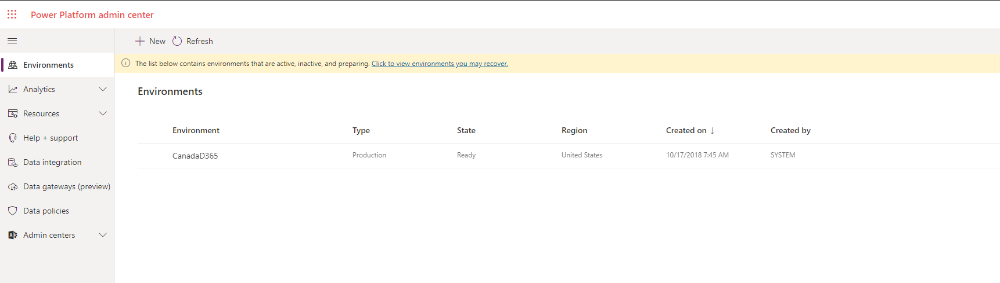 Power Platform admin center
New Refresh
Environments
The list below contains environments that are active, inactive, and preparing. Click to view environments you may recover.
Analytics
Environments
Resources
Environment Type State Region Created on ↓ Created by
Help + support
CanadaD365 Production Ready United States 10/17/2018 7:45 AM SYSTEM
Data integration
Data gateways (preview)
Data policies
Admin centers